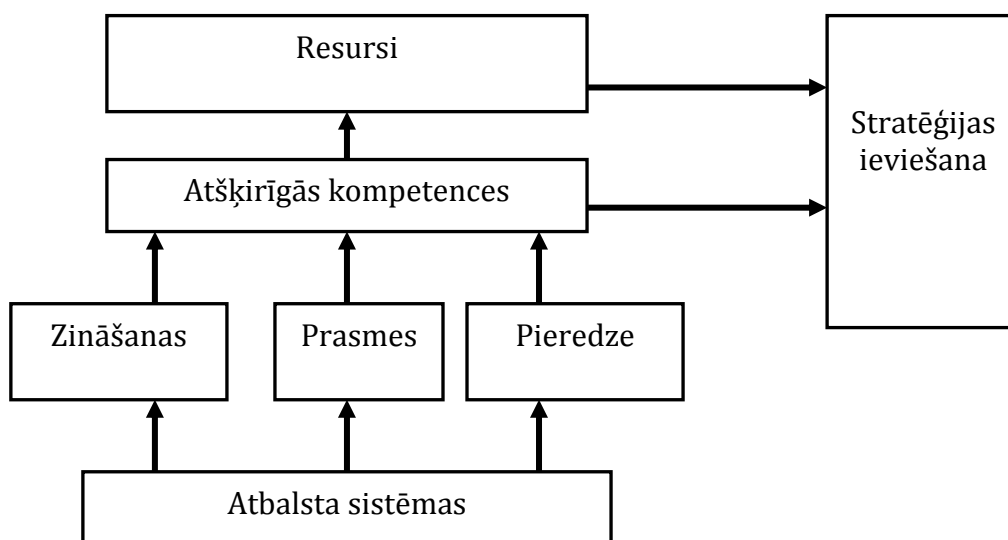 Resursi
Stratēģijas
ieviešana
Atšķirīgās kompetences
Zināšanas
Prasmes
Pieredze
Atbalsta sistēmas